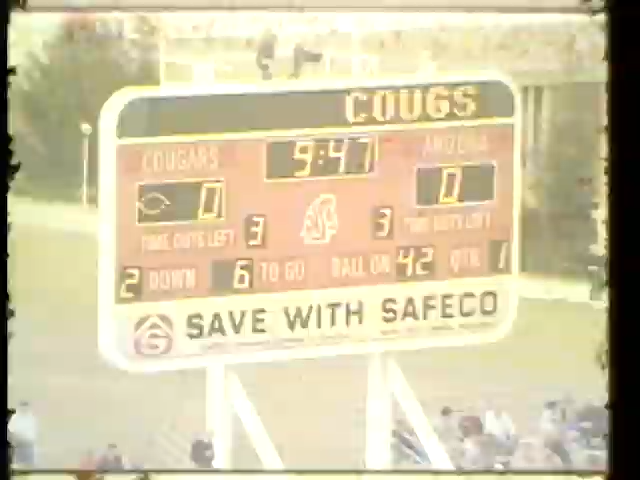 COUGS
COUGARS 9:47 ARIZONA
0 0
TIME OUTS LEFT 3 3 TIME OUTS LEFT
2 DOWN 6 TO GO BALL ON 42 QTR 1
SAVE WITH SAFECO